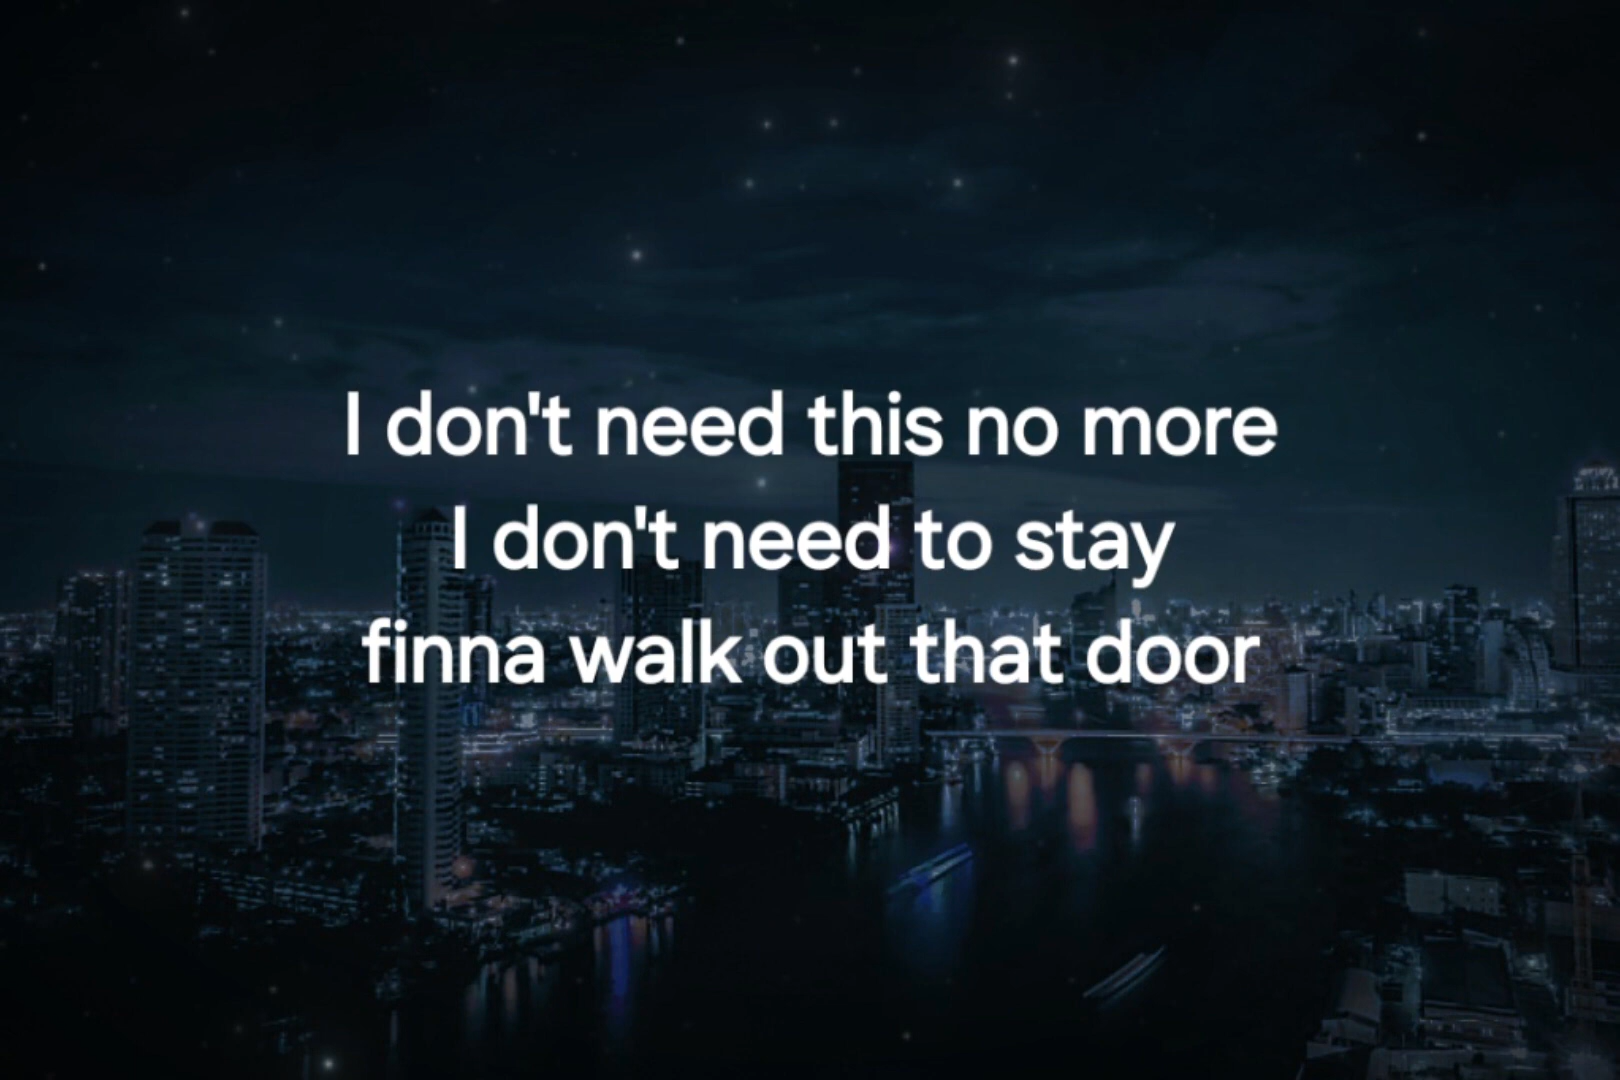 I don't need this no more
I don't need to stay
finna walk out that door